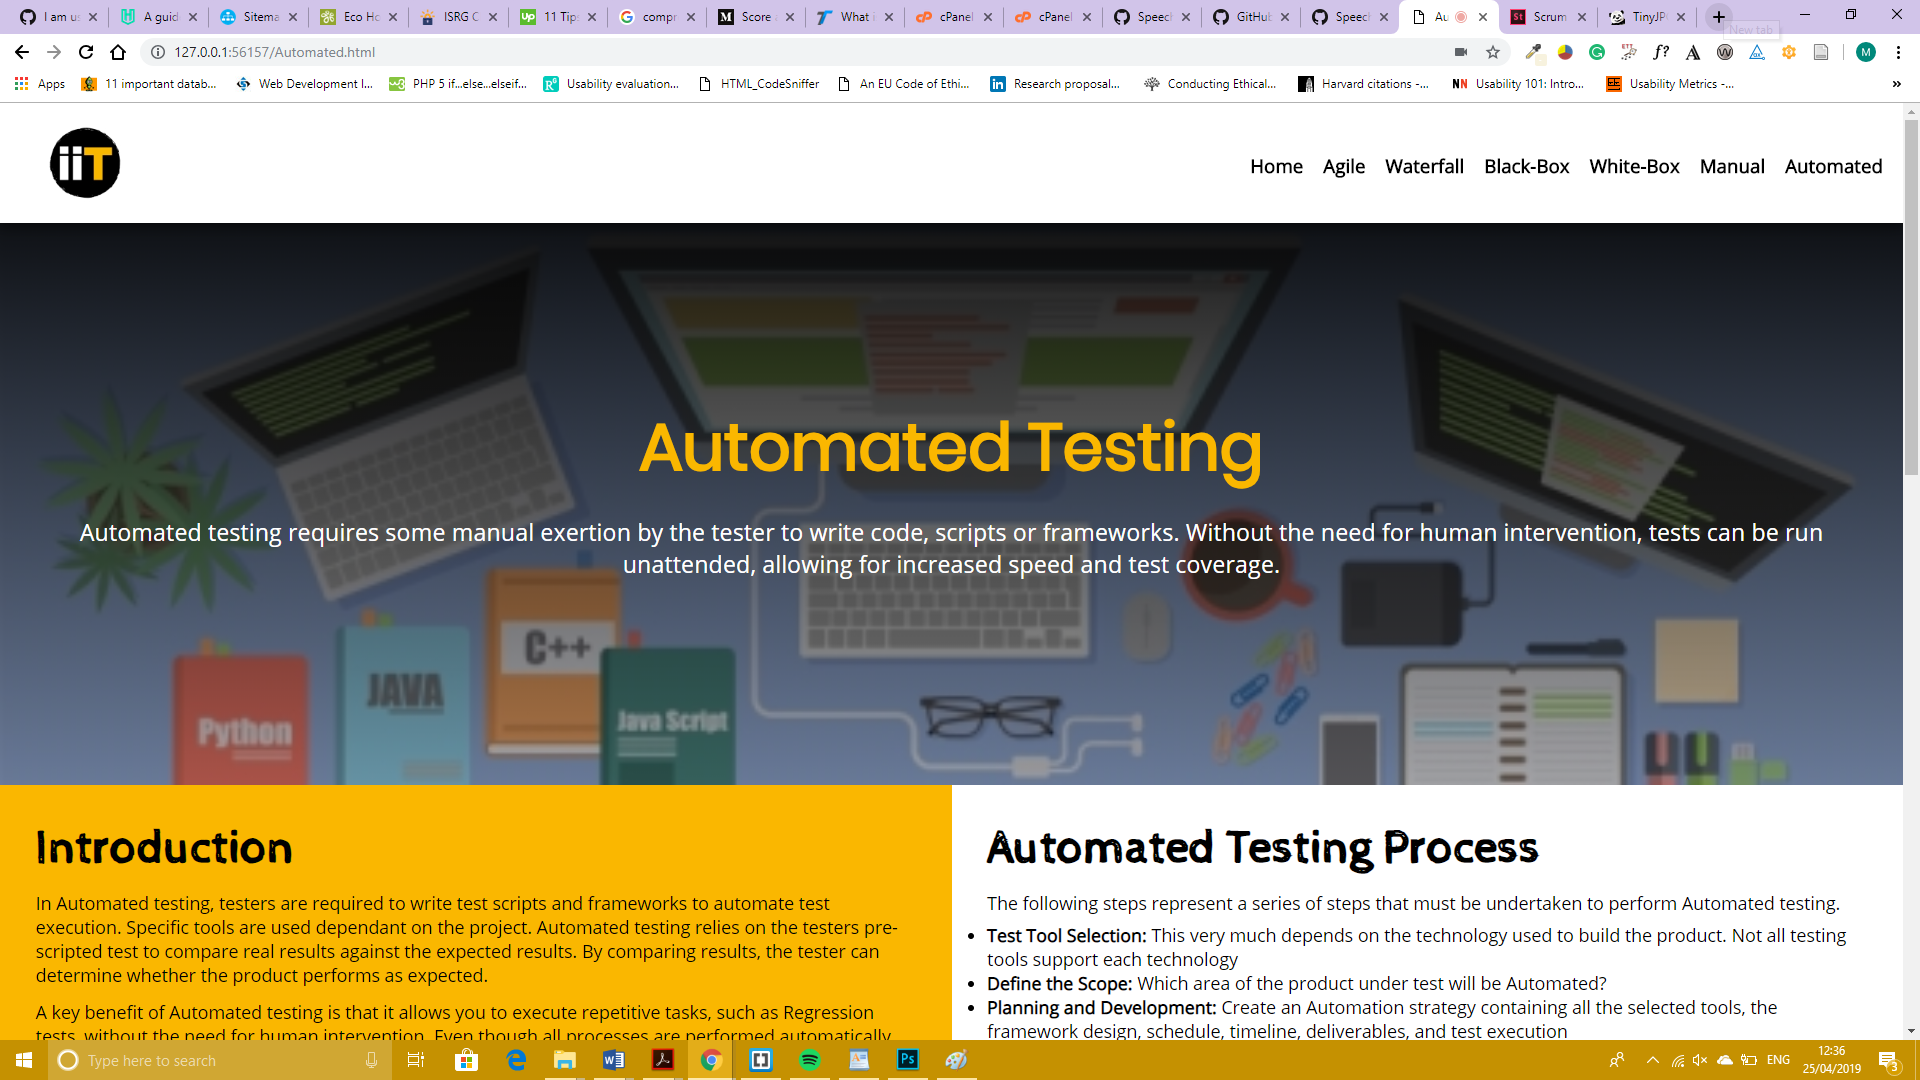 I am u
A guid
Sitema
Eco Ho
ISRG C
11 Tip
compr
Score
What i
cPanel
cPanel
Speec
GitHub
Speec
Au
Scrum
TinyJP
New tab
127.0.0.1:56157/Automated.html
Apps
11 important datab...
Web Development I...
PHP 5 if...else...elseif...
Usability evaluation...
HTML_CodeSniffer
An EU Code of Ethi...
Research proposal...
Conducting Ethical...
Harvard citations -...
Usability 101: Intro...
Usability Metrics -...
iiT
Home
Agile
Waterfall
Black-Box
White-Box
Manual
Automated
Automated Testing
Automated testing requires some manual exertion by the tester to write code, scripts or frameworks. Without the need for human intervention, tests can be run
unattended, allowing for increased speed and test coverage.
C++
JAVA
Python
Java Script
Introduction
In Automated testing, testers are required to write test scripts and frameworks to automate test
execution. Specific tools are used dependant on the project. Automated testing relies on the testers pre-
scripted test to compare real results against the expected results. By comparing results, the tester can
determine whether the product performs as expected.
A key benefit of Automated testing is that it allows you to execute repetitive tasks, such as Regression
tests, without the need for human intervention. Even though all processes are performed automatically,
Automated Testing Process
The following steps represent a series of steps that must be undertaken to perform Automated testing.
Test Tool Selection: This very much depends on the technology used to build the product. Not all testing
tools support each technology
Define the Scope: Which area of the product under test will be Automated?
Planning and Development: Create an Automation strategy containing all the selected tools, the
framework design, schedule, timeline, deliverables, and test execution
Type here to search
ENG
12:36
25/04/2019
3